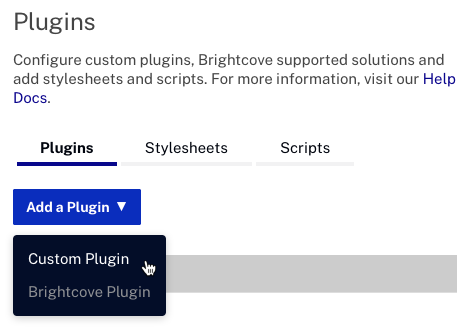 Plugins
Configure custom plugins, Brightcove supported solutions and
add stylesheets and scripts. For more information, visit our Help
Docs.
Plugins Stylesheets Scripts
Add a Plugin ▼
Custom Plugin
Brightcove Plugin